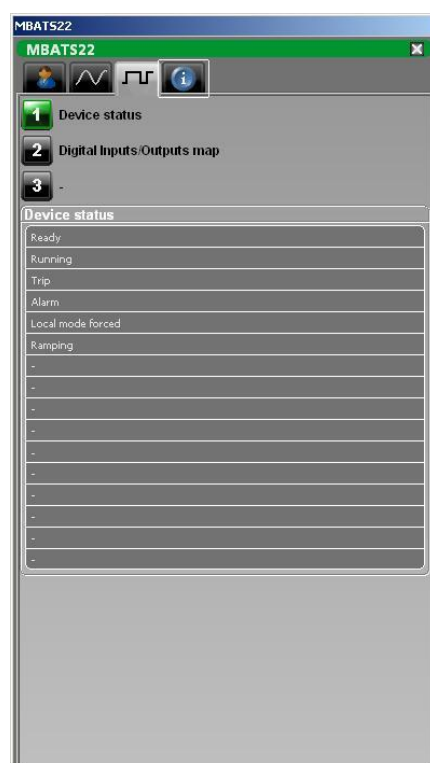 MBATS22
MBATS22
1 Device status
2 Digital Inputs/Outputs map
3 -
Device status
Ready
Running
Trip
Alarm
Local mode forced
Ramping
-
-
-
-
-
-
-
-
-
-